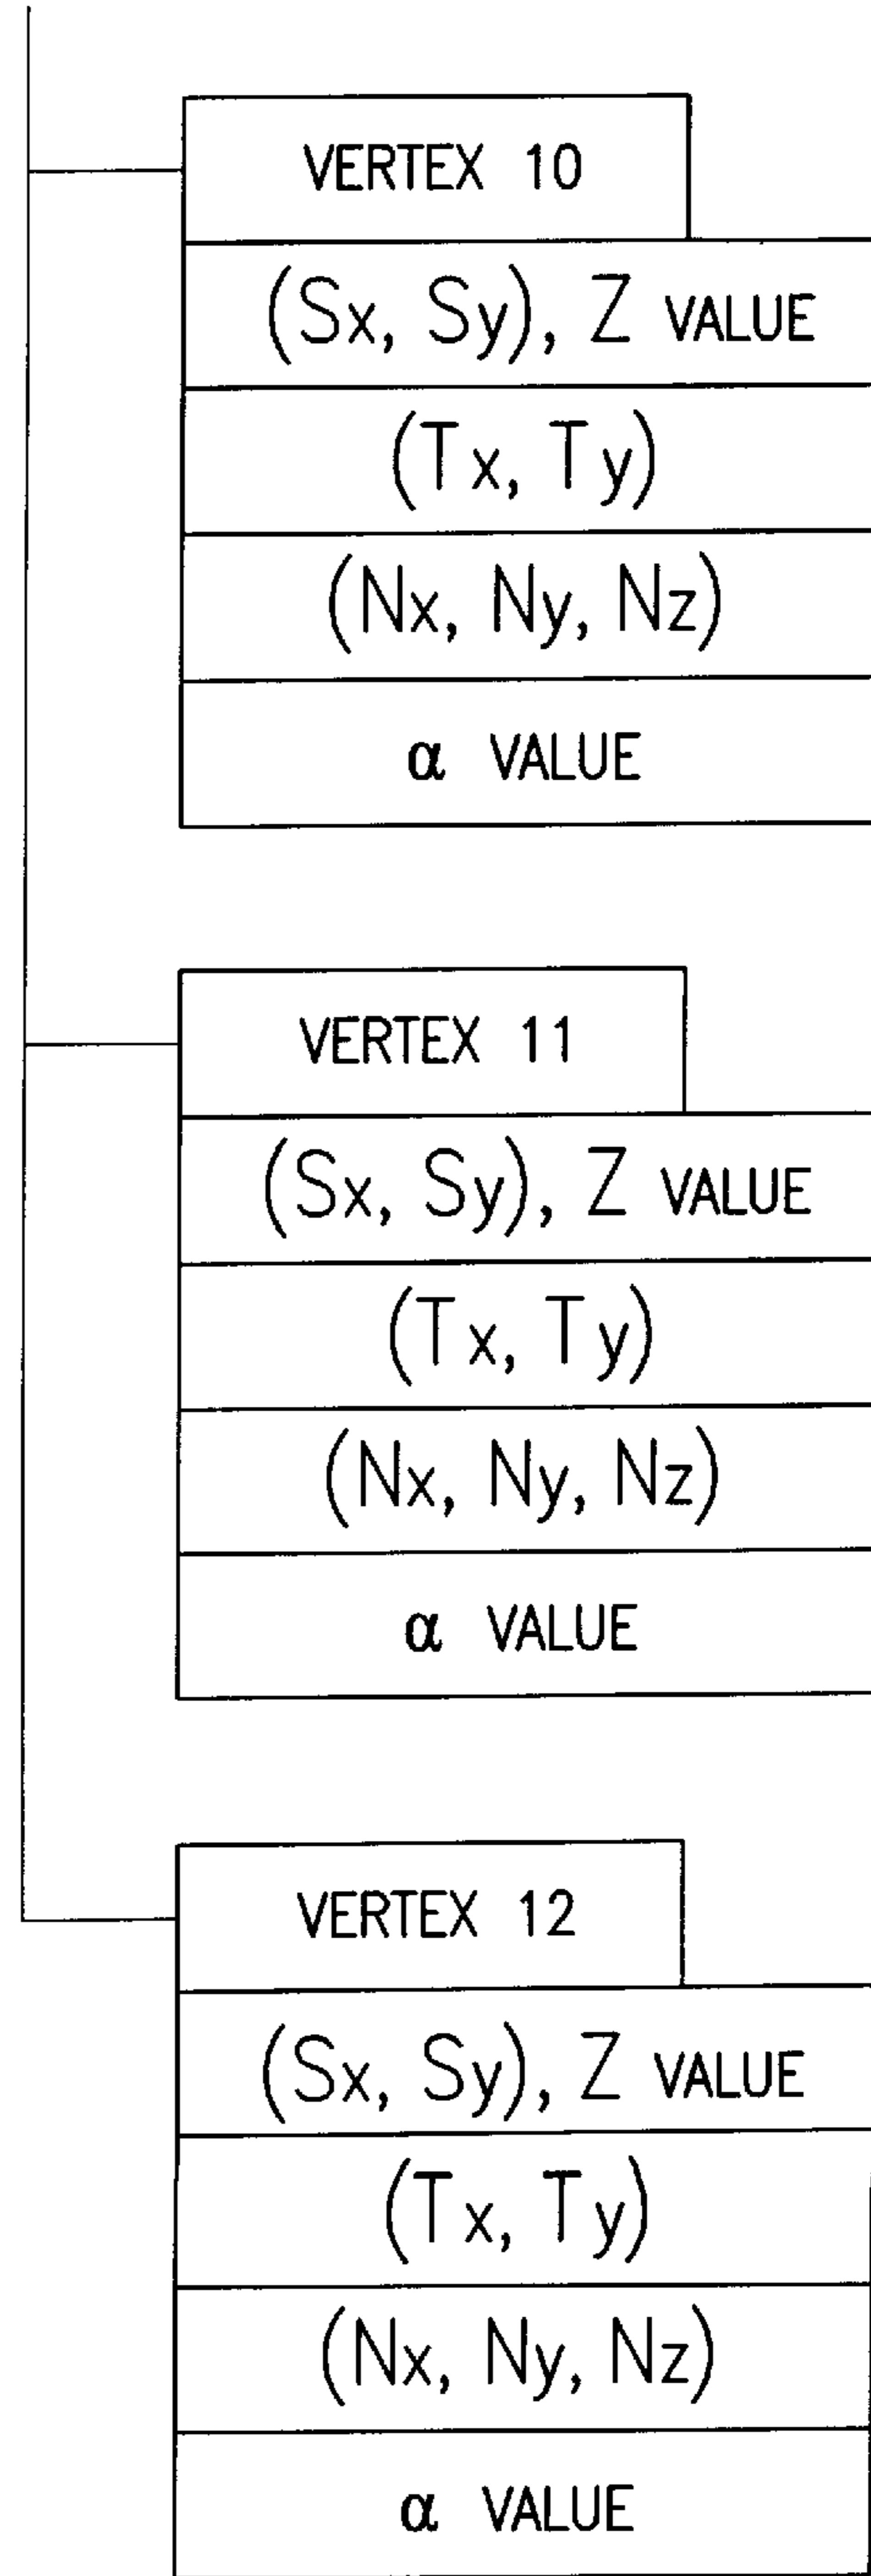 VERTEX 10
(Sx, Sy), Z VALUE
(Tx, Ty)
(Nx, Ny, Nz)
α VALUE
VERTEX 11
(Sx, Sy), Z VALUE
(Tx, Ty)
(Nx, Ny, Nz)
α VALUE
VERTEX 12
(Sx, Sy), Z VALUE
(Tx, Ty)
(Nx, Ny, Nz)
α VALUE